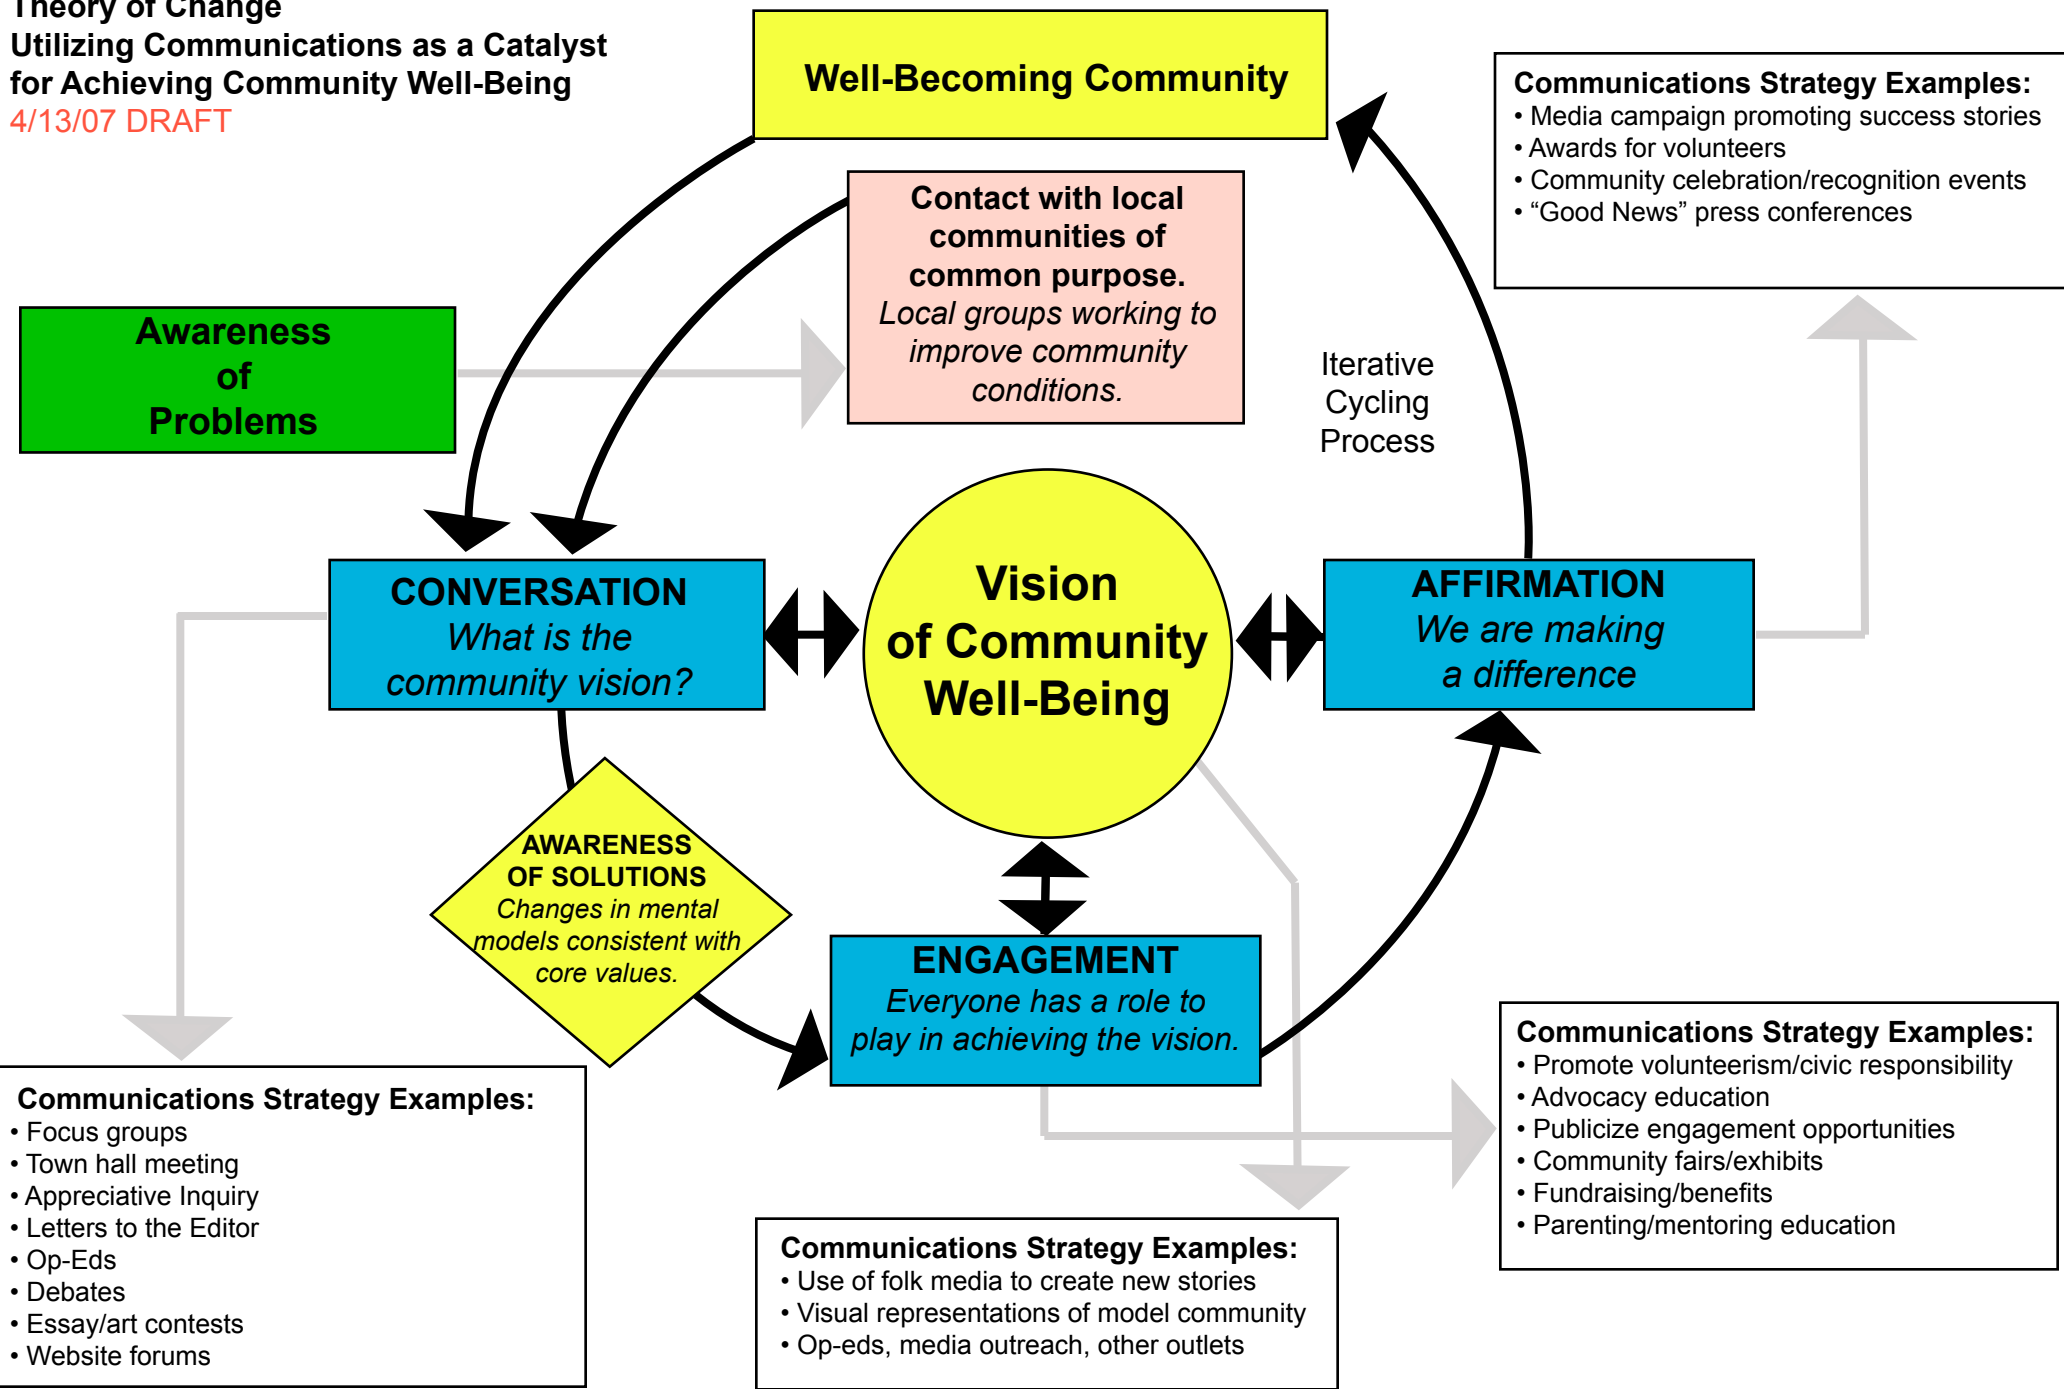 Theory of Change
Utilizing Communications as a Catalyst
for Achieving Community Well-Being
4/13/07 DRAFT
Well-Becoming Community
Communications Strategy Examples:
• Media campaign promoting success stories
• Awards for volunteers
• Community celebration/recognition events
• “Good News” press conferences
Contact with local
communities of
common purpose.
Local groups working to
improve community
conditions.
Awareness
of
Problems
Iterative
Cycling
Process
CONVERSATION
What is the
community vision?
Vision
of Community
Well-Being
AFFIRMATION
We are making
a difference
AWARENESS
OF SOLUTIONS
Changes in mental
models consistent with
core values.
ENGAGEMENT
Everyone has a role to
play in achieving the vision.
Communications Strategy Examples:
• Focus groups
• Town hall meeting
• Appreciative Inquiry
• Letters to the Editor
• Op-Eds
• Debates
• Essay/art contests
• Website forums
Communications Strategy Examples:
• Use of folk media to create new stories
• Visual representations of model community
• Op-eds, media outreach, other outlets
Communications Strategy Examples:
• Promote volunteerism/civic responsibility
• Advocacy education
• Publicize engagement opportunities
• Community fairs/exhibits
• Fundraising/benefits
• Parenting/mentoring education